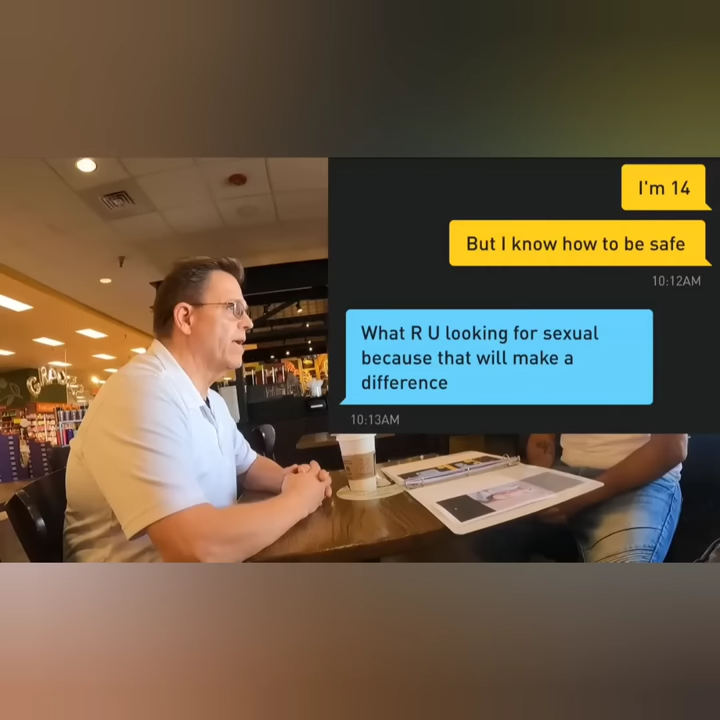 I'm 14
But I know how to be safe
10:12AM
What R U looking for sexual
because that will make a
difference
10:13AM